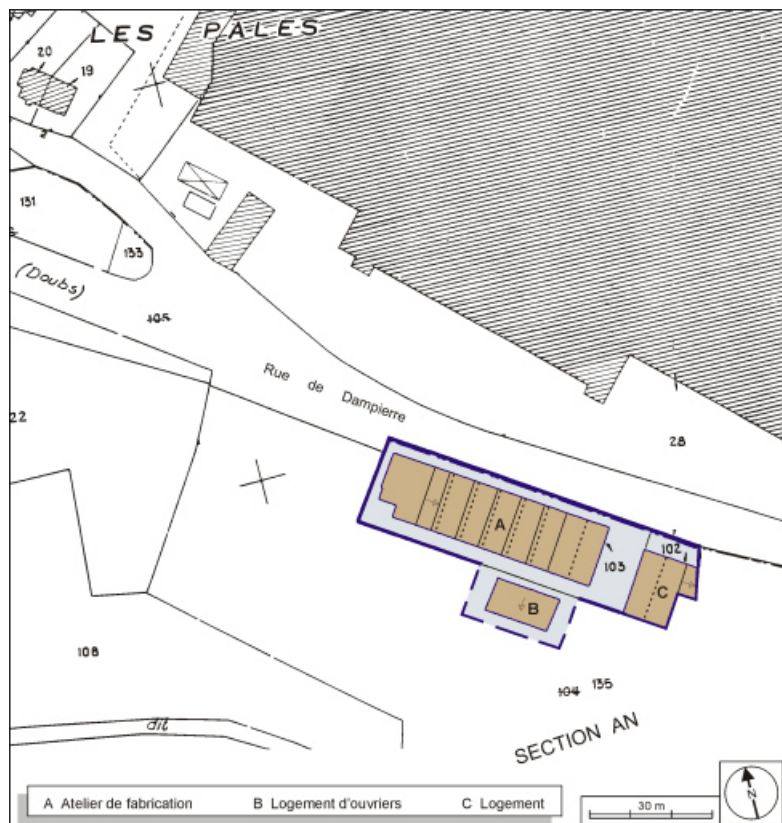 LES PALES
20
19
131
133
(Doubs)
105
Rue de Dampierre
22
28
A
103
102
C
B
108
104 135
dit
SECTION AN
A Atelier de fabrication B Logement d'ouvriers C Logement
30 m
N